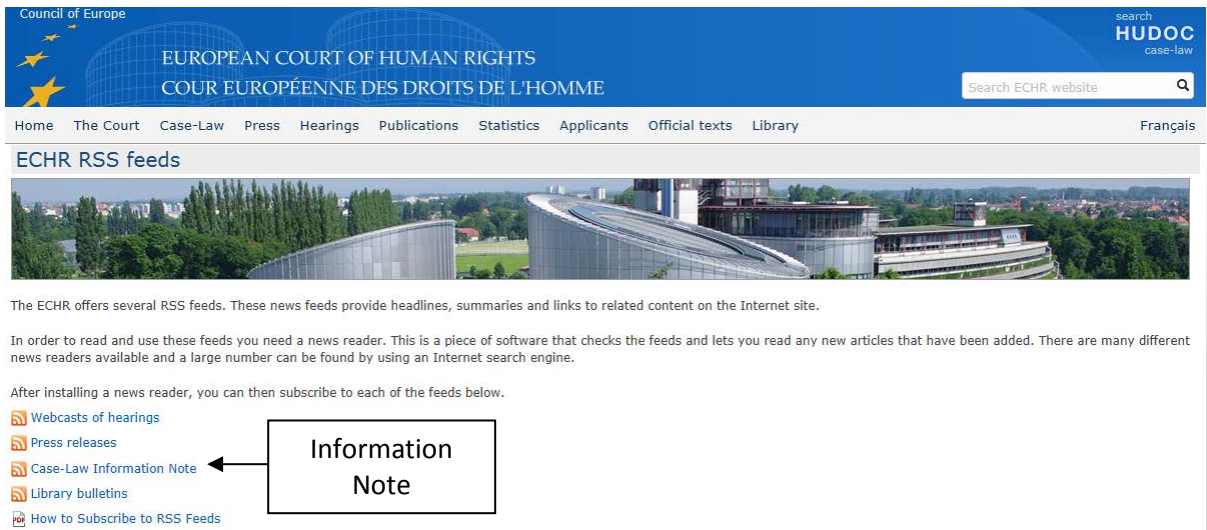 Council of Europe
search
HUDOC
case-law
EUROPEAN COURT OF HUMAN RIGHTS
COUR EUROPÉENNE DES DROITS DE L'HOMME
Search ECHR website
Home The Court Case-Law Press Hearings Publications Statistics Applicants Official texts Library Français
ECHR RSS feeds
The ECHR offers several RSS feeds. These news feeds provide headlines, summaries and links to related content on the Internet site.
In order to read and use these feeds you need a news reader. This is a piece of software that checks the feeds and lets you read any new articles that have been added. There are many different
news readers available and a large number can be found by using an Internet search engine.
After installing a news reader, you can then subscribe to each of the feeds below.
Webcasts of hearings
Press releases
Case-Law Information Note
Library bulletins
PDF How to Subscribe to RSS Feeds
Information
Note